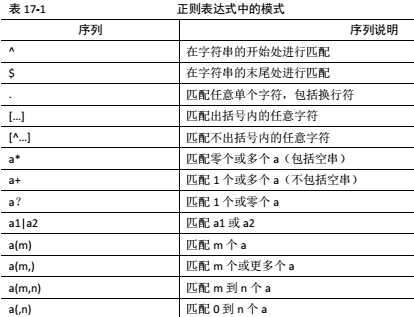 表 17-1 正则表达式中的模式
序列 序列说明
^ 在字符串的开始处进行匹配
$ 在字符串的末尾处进行匹配
. 匹配任意单个字符，包括换行符
[…] 匹配出括号内的任意字符
[^…] 匹配不出括号内的任意字符
a* 匹配零个或多个 a（包括空串）
a+ 匹配 1 个或多个 a（不包括空串）
a？ 匹配 1 个或零个 a
a1|a2 匹配 a1 或 a2
a(m) 匹配 m 个 a
a(m,) 匹配 m 个或更多个 a
a(m,n) 匹配 m 到 n 个 a
a(,n) 匹配 0 到 n 个 a